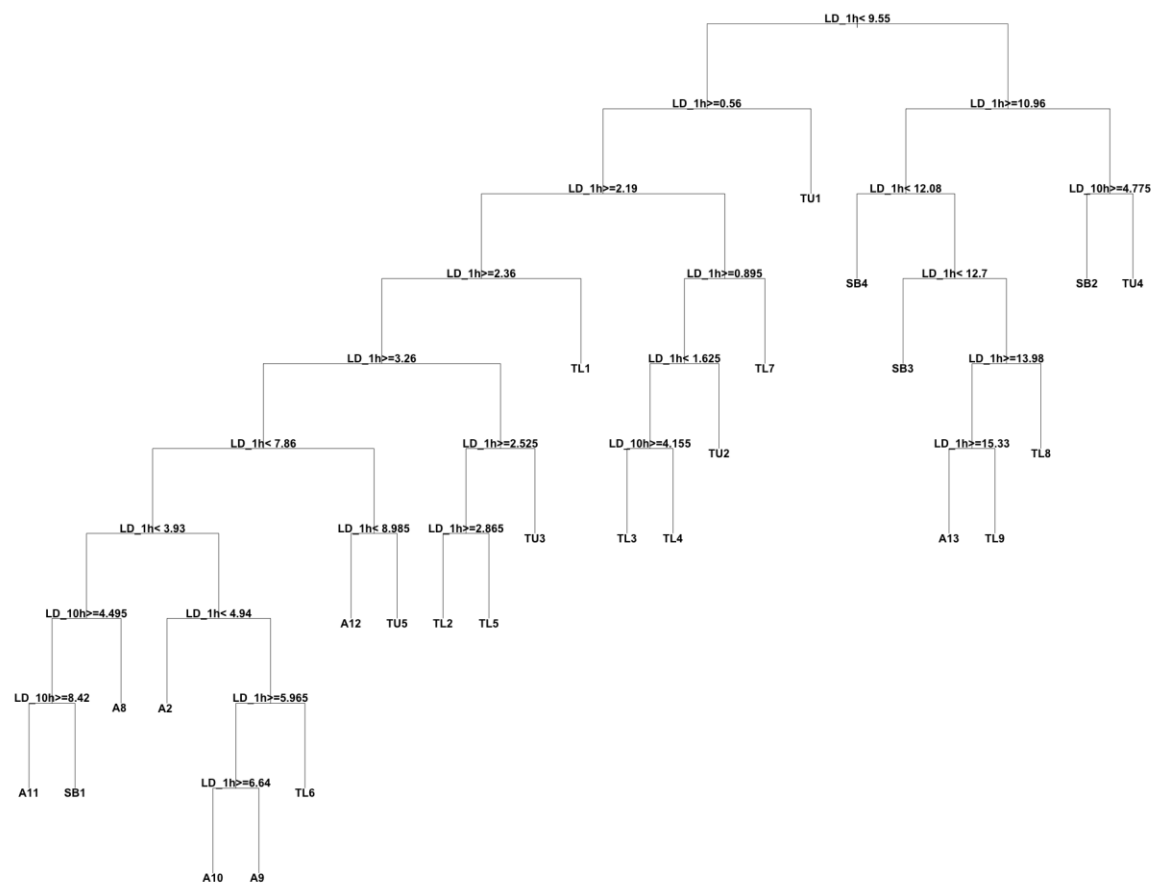 LD_1h< 9.55
LD_1h>=0.56
LD_1h>=10.96
LD_1h>=2.19
TU1
LD_1h< 12.08
LD_10h>=4.775
LD_1h>=2.36
LD_1h>=0.895
SB4
LD_1h< 12.7
SB2
TU4
LD_1h>=3.26
TL1
LD_1h< 1.625
TL7
SB3
LD_1h>=13.98
LD_1h< 7.86
LD_1h>=2.525
LD_10h>=4.155
TU2
LD_1h>=15.33
TL8
LD_1h< 3.93
LD_1h< 8.985
LD_1h>=2.865
TU3
TL3
TL4
A13
TL9
LD_10h>=4.495
LD_1h< 4.94
A12
TU5
TL2
TL5
LD_10h>=8.42
A8
A2
LD_1h>=5.965
A11
SB1
LD_1h>=6.64
TL6
A10
A9